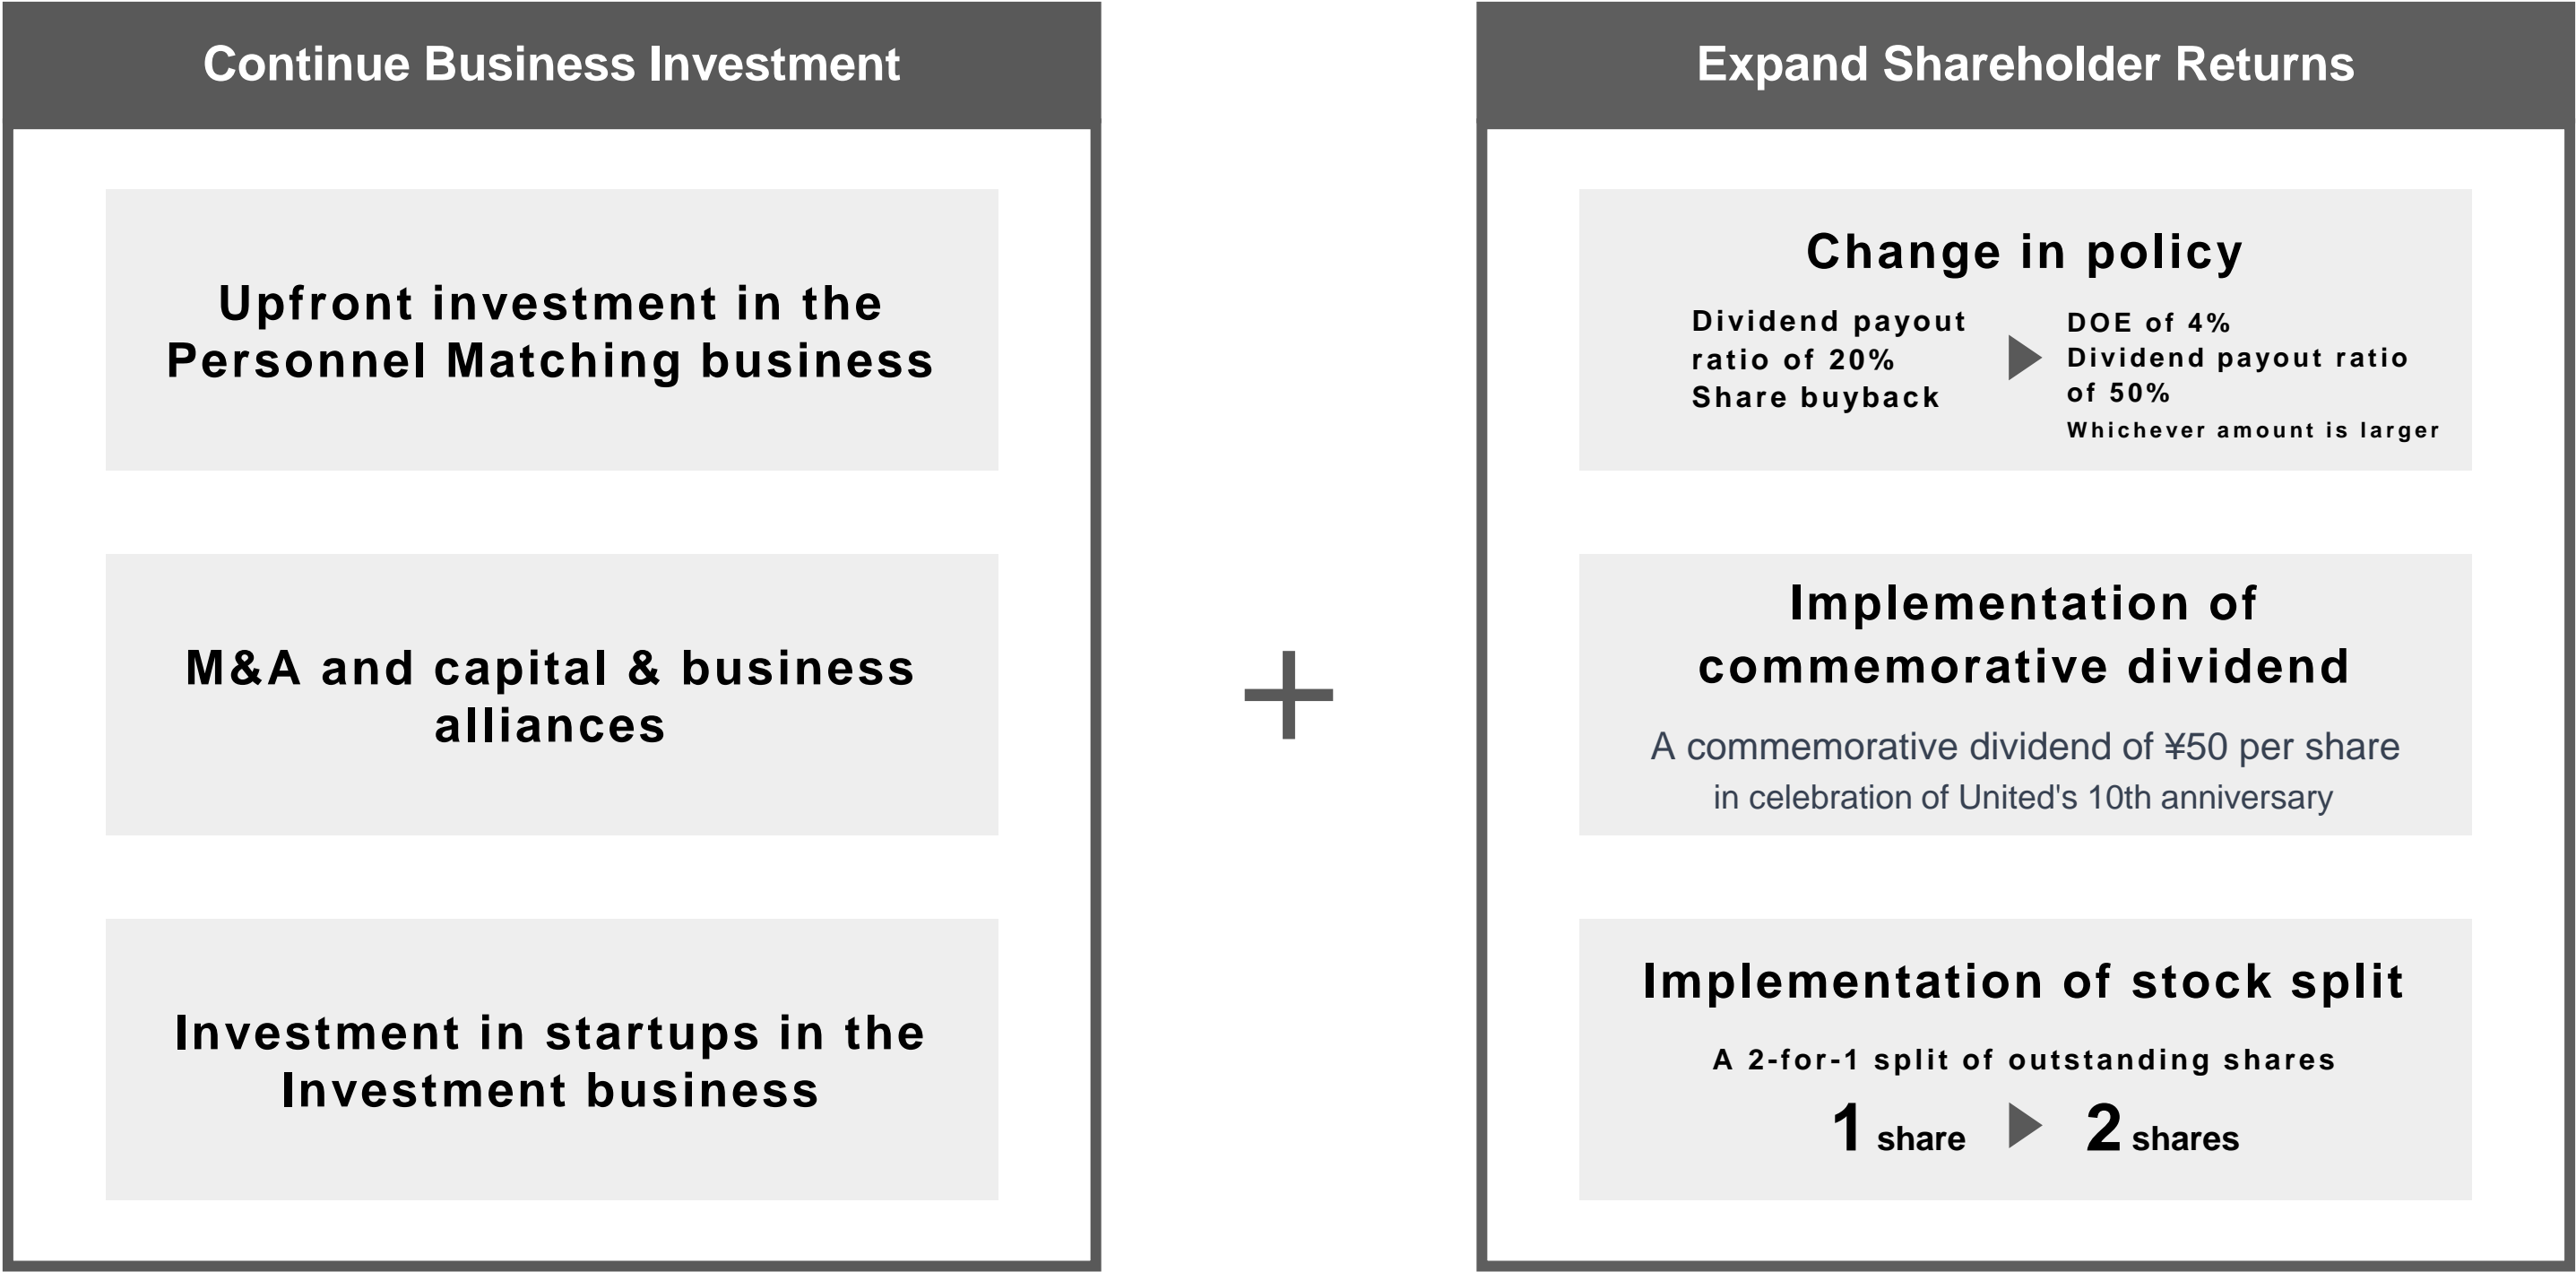 Continue Business Investment
Upfront investment in the
Personnel Matching business
M&A and capital & business
alliances
Investment in startups in the
Investment business
+
Expand Shareholder Returns
Change in policy
Dividend payout
ratio of 20%
Share buyback
DOE of 4%
Dividend payout ratio
of 50%
Whichever amount is larger
Implementation of
commemorative dividend
A commemorative dividend of ¥50 per share
in celebration of United's 10th anniversary
Implementation of stock split
A 2-for-1 split of outstanding shares
1 share
2 shares